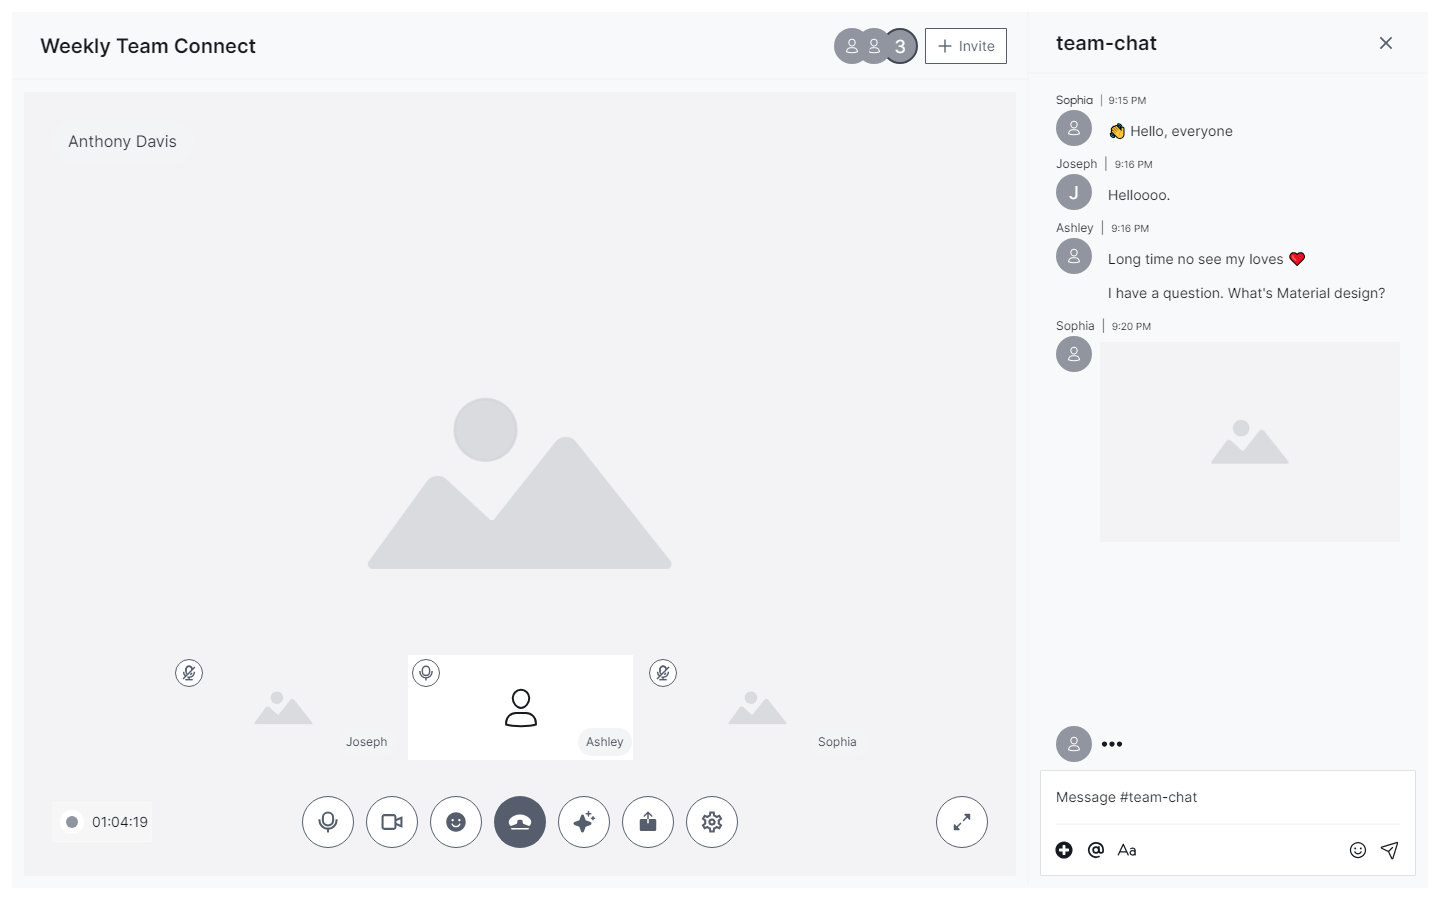 Weekly Team Connect
3
Invite
Anthony Davis
Joseph
Ashley
Sophia
01:04:19
team-chat
Sophia | 9:15 PM
👏 Hello, everyone
Joseph | 9:16 PM
J
Helloooo.
Ashley | 9:16 PM
Long time no see my loves ❤️
I have a question. What's Material design?
Sophia | 9:20 PM
Message #team-chat
@ Aa